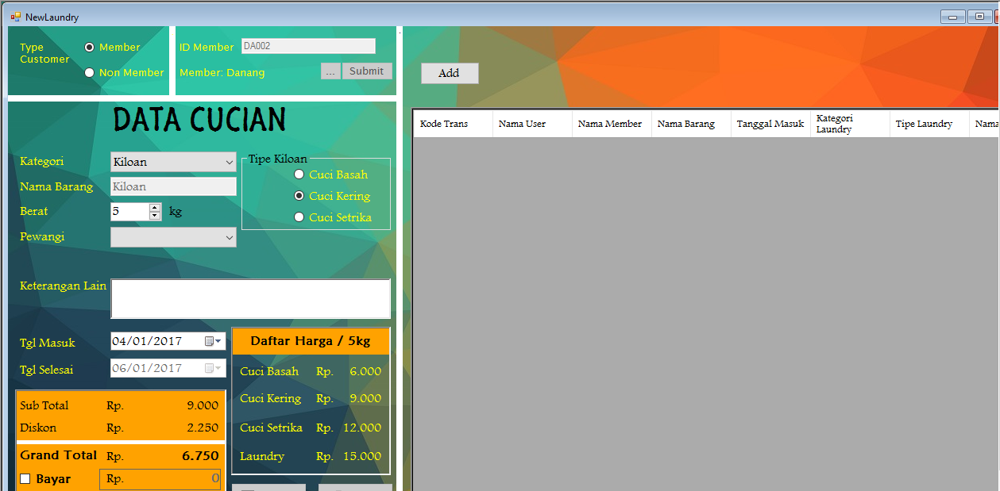 NewLaundry
Type
Customer
Member
Non Member
ID Member DA002
Member: Danang ... Submit
Add
DATA CUCIAN
Kategori Kiloan
Nama Barang Kiloan
Berat 5 kg
Pewangi
Tipe Kiloan
Cuci Basah
Cuci Kering
Cuci Setrika
Keterangan Lain
Tgl Masuk 04/01/2017
Tgl Selesai 06/01/2017
Daftar Harga / 5kg
Cuci Basah Rp. 6.000
Cuci Kering Rp. 9.000
Cuci Setrika Rp. 12.000
Laundry Rp. 15.000
Sub Total Rp. 9.000
Diskon Rp. 2.250
Grand Total Rp. 6.750
Bayar Rp. 0
Kode Trans Nama User Nama Member Nama Barang Tanggal Masuk Kategori Laundry Tipe Laundry Nama